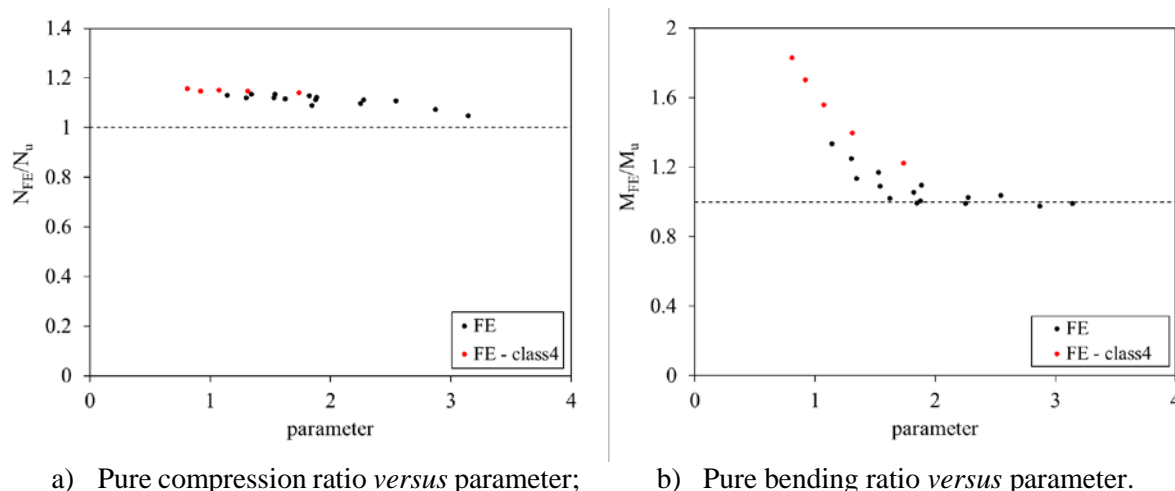 1.4
1.2
1
0.8
0.6
0.4
0.2
0
N_FE/N_u
0 1 2 3 4
parameter
FE
FE - class4
2
1.6
1.2
0.8
0.4
0
M_FE/M_u
0 1 2 3 4
parameter
FE
FE - class4
a) Pure compression ratio versus parameter;
b) Pure bending ratio versus parameter.